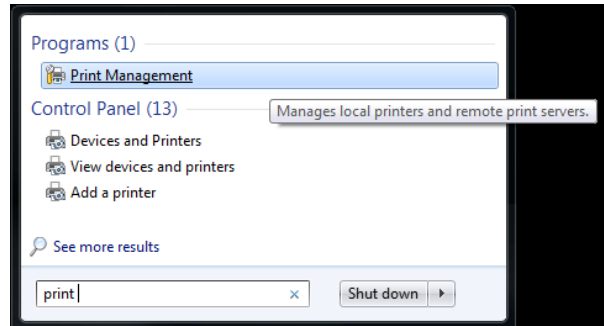 Programs (1)
Print Management
Control Panel (13)
Manages local printers and remote print servers.
Devices and Printers
View devices and printers
Add a printer
See more results
print
Shut down